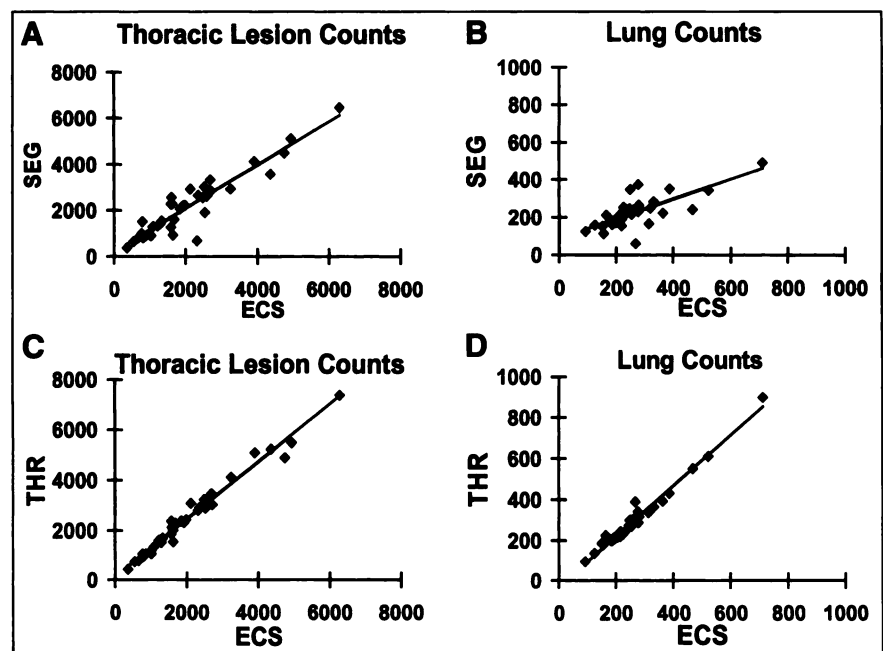 A
Thoracic Lesion Counts
8000
6000
4000
2000
0
SEG
0 2000 4000 6000 8000
ECS
B
Lung Counts
1000
800
600
400
200
0
SEG
0 200 400 600 800 1000
ECS
C
Thoracic Lesion Counts
8000
6000
4000
2000
0
THR
0 2000 4000 6000 8000
ECS
D
Lung Counts
1000
800
600
400
200
0
THR
0 200 400 600 800 1000
ECS